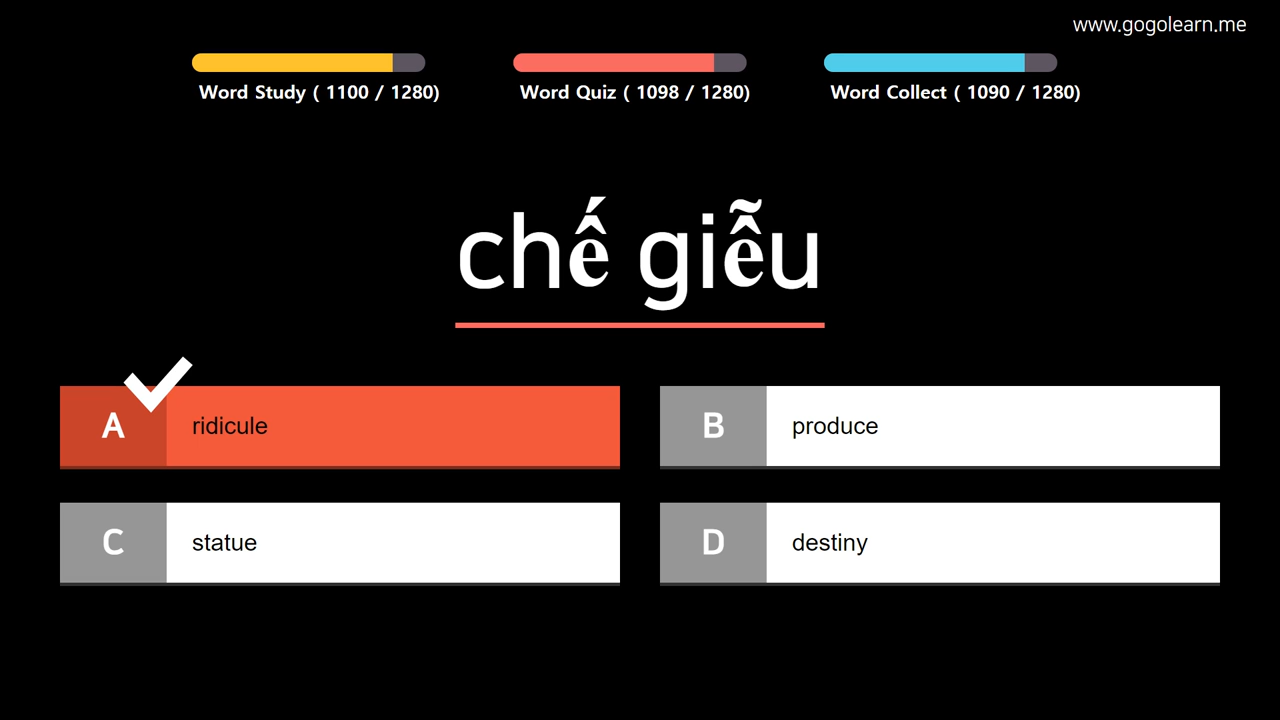 www.gogolearn.me
Word Study ( 1100 / 1280)
Word Quiz ( 1098 / 1280)
Word Collect ( 1090 / 1280)
chế giễu
A ridicule
B produce
C statue
D destiny